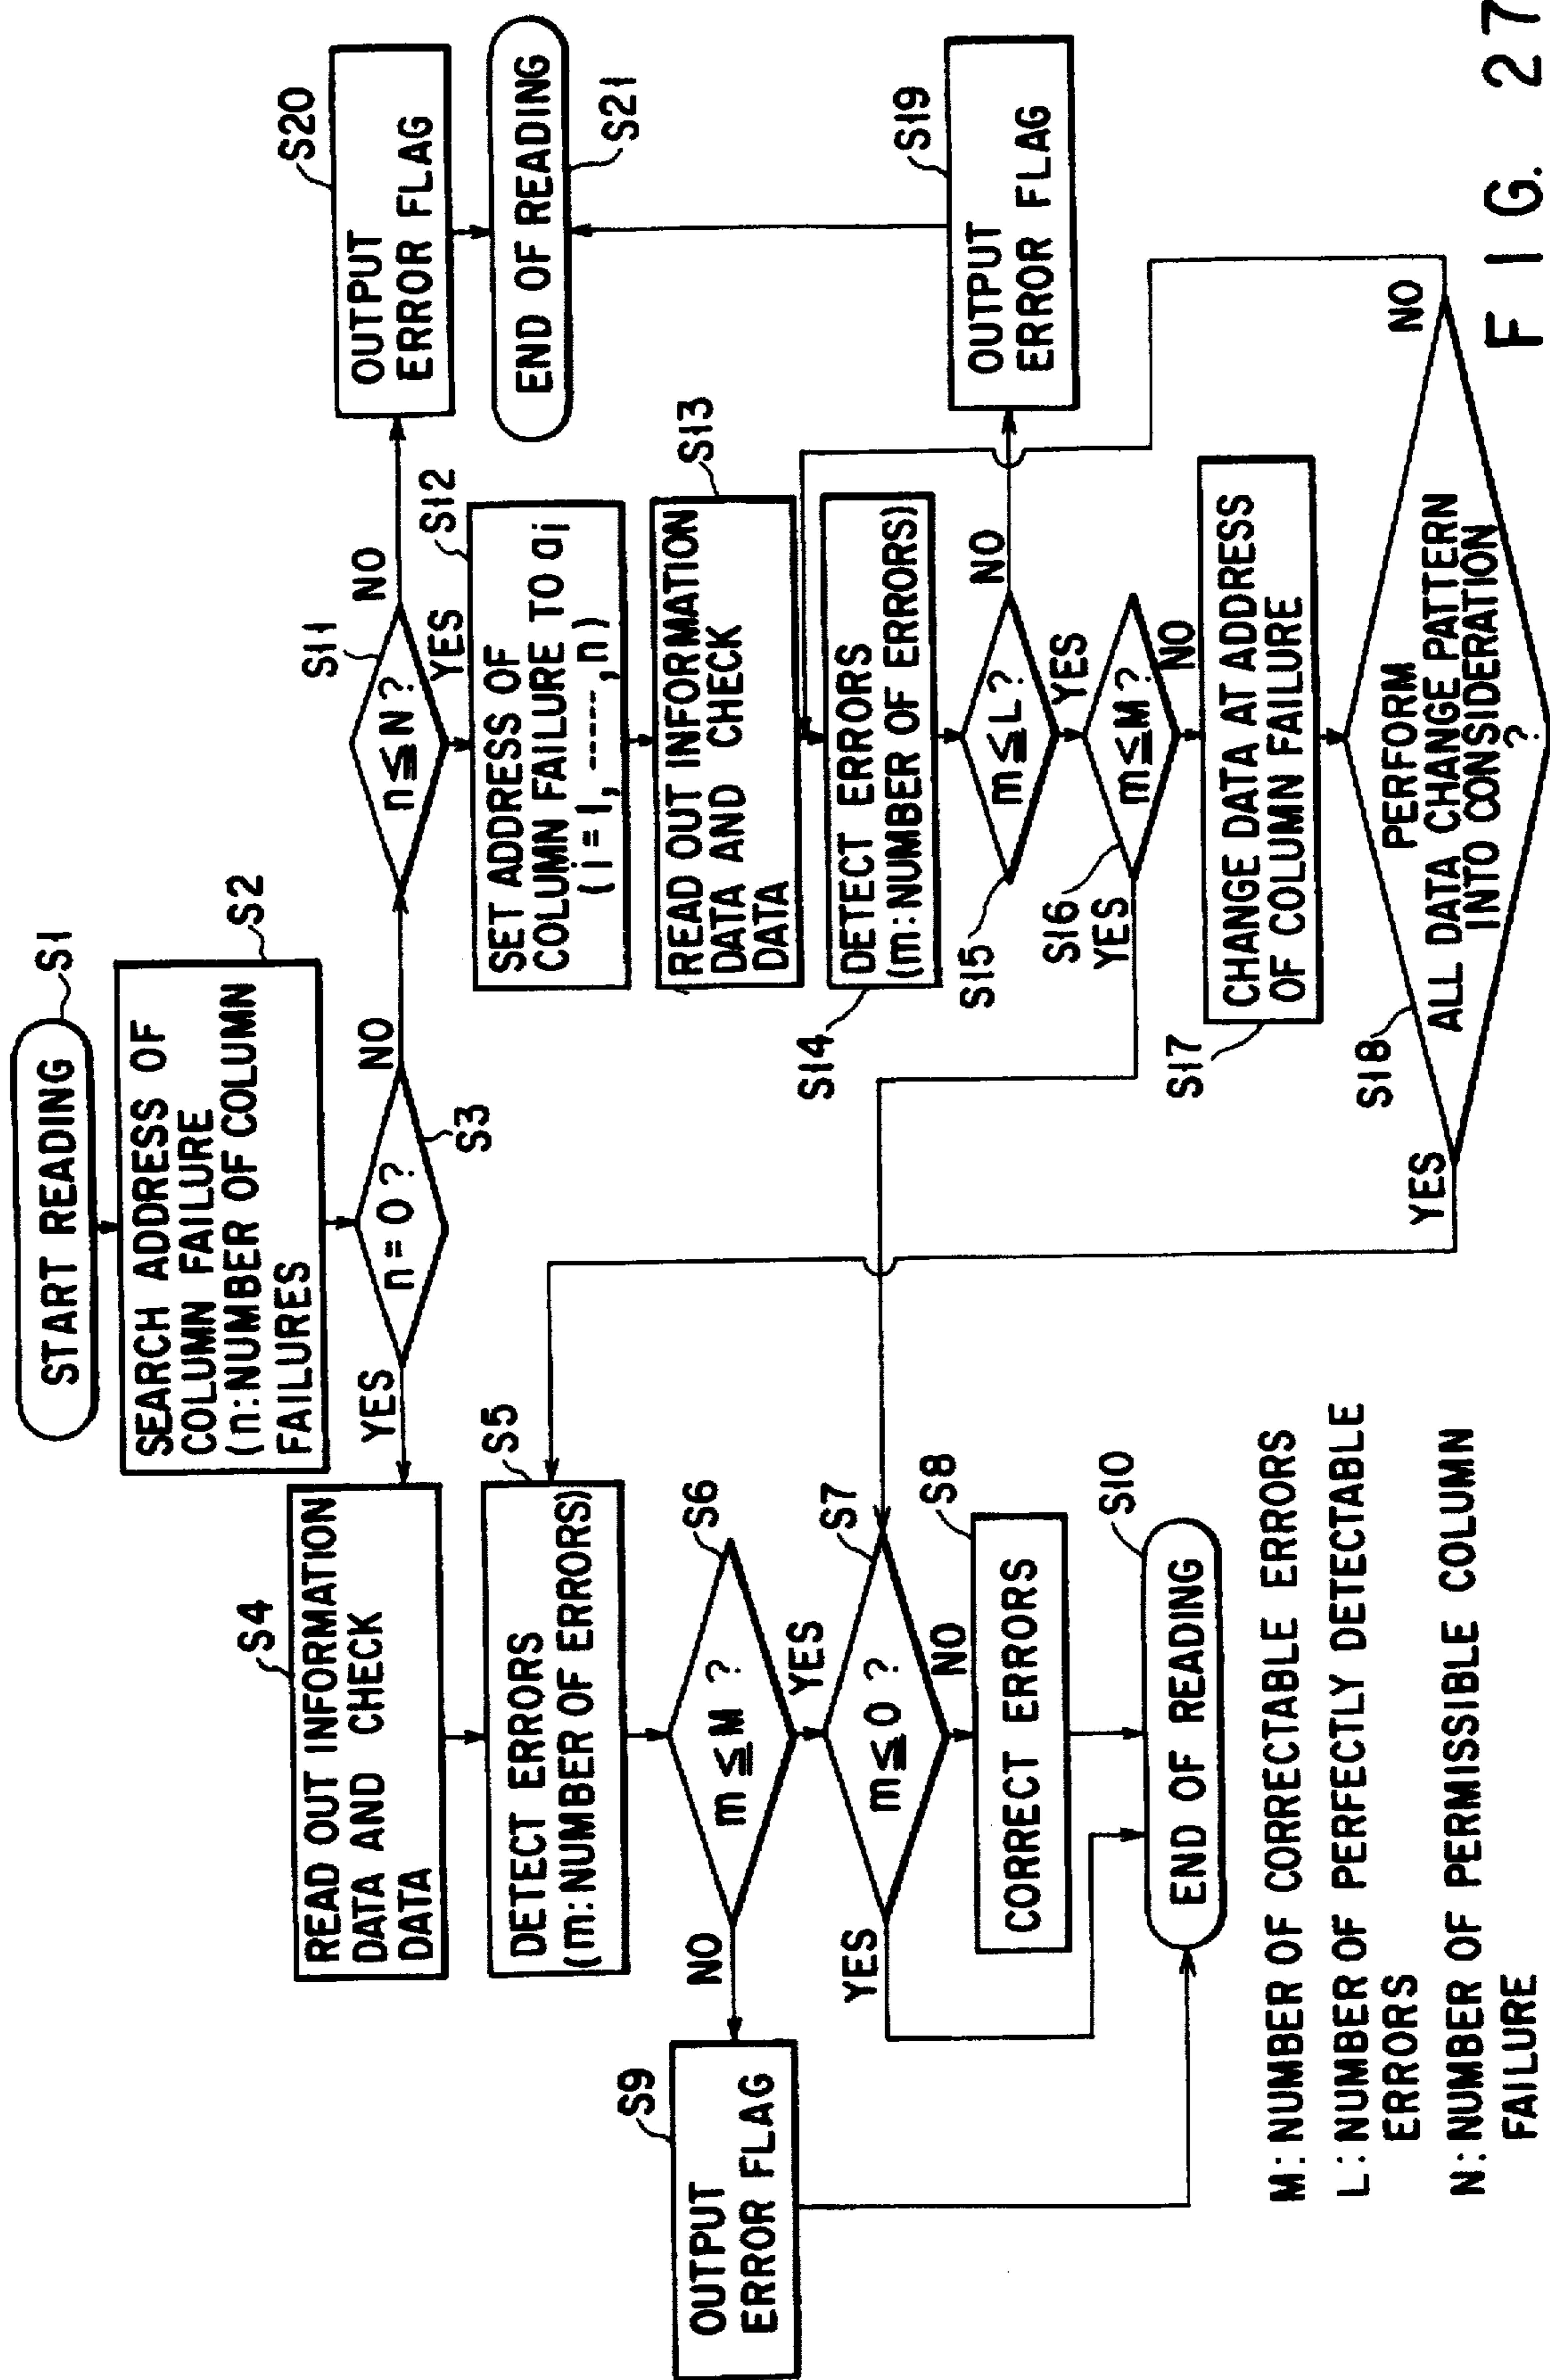 START READING
S1
SEARCH ADDRESS OF
COLUMN FAILURE
(n:NUMBER OF COLUMN
FAILURES)
S2
n=0?
S3
YES
NO
S4
READ OUT INFORMATION
DATA AND CHECK
DATA
S5
DETECT ERRORS
(m:NUMBER OF ERRORS)
S6
m≦M ?
NO
YES
S7
m≦0 ?
YES
NO
S8
CORRECT ERRORS
S9
OUTPUT
ERROR FLAG
S10
END OF READING
S11
n≦N?
NO
YES
S12
SET ADDRESS OF
COLUMN FAILURE TO ai
(i=1, -----,n)
S13
READ OUT INFORMATION
DATA AND CHECK
DATA
S14
DETECT ERRORS
(m:NUMBER OF ERRORS)
S15
m≦L?
NO
YES
S16
m≦M?
YES
NO
S17
CHANGE DATA AT ADDRESS
OF COLUMN FAILURE
S18
PERFORM
ALL DATA CHANGE PATTERN
INTO CONSIDERATION
?
YES
NO
S19
OUTPUT
ERROR FLAG
S20
OUTPUT
ERROR FLAG
END OF READING
S21
M:NUMBER OF CORRECTABLE ERRORS
L:NUMBER OF PERFECTLY DETECTABLE
ERRORS
N:NUMBER OF PERMISSIBLE COLUMN
FAILURE
FIG. 27